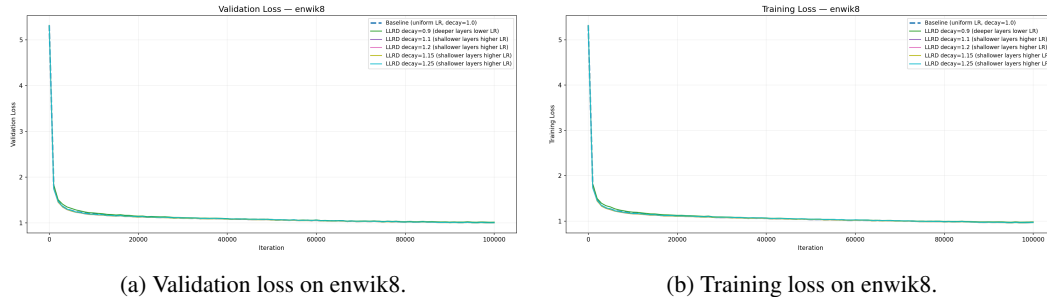 Validation Loss — enwik8
Baseline (uniform LR, decay=1.0)
LLRD decay=0.9 (deeper layers lower LR)
LLRD decay=1.1 (shallower layers higher LR)
LLRD decay=1.2 (shallower layers higher LR)
LLRD decay=1.15 (shallower layers higher LR)
LLRD decay=1.25 (shallower layers higher LR)
Validation Loss
5
4
3
2
1
0
20000
40000
60000
80000
100000
Iteration
(a) Validation loss on enwik8.
Training Loss — enwik8
Baseline (uniform LR, decay=1.0)
LLRD decay=0.9 (deeper layers lower LR)
LLRD decay=1.1 (shallower layers higher LR)
LLRD decay=1.2 (shallower layers higher LR)
LLRD decay=1.15 (shallower layers higher LR)
LLRD decay=1.25 (shallower layers higher LR)
Training Loss
5
4
3
2
1
0
20000
40000
60000
80000
100000
Iteration
(b) Training loss on enwik8.